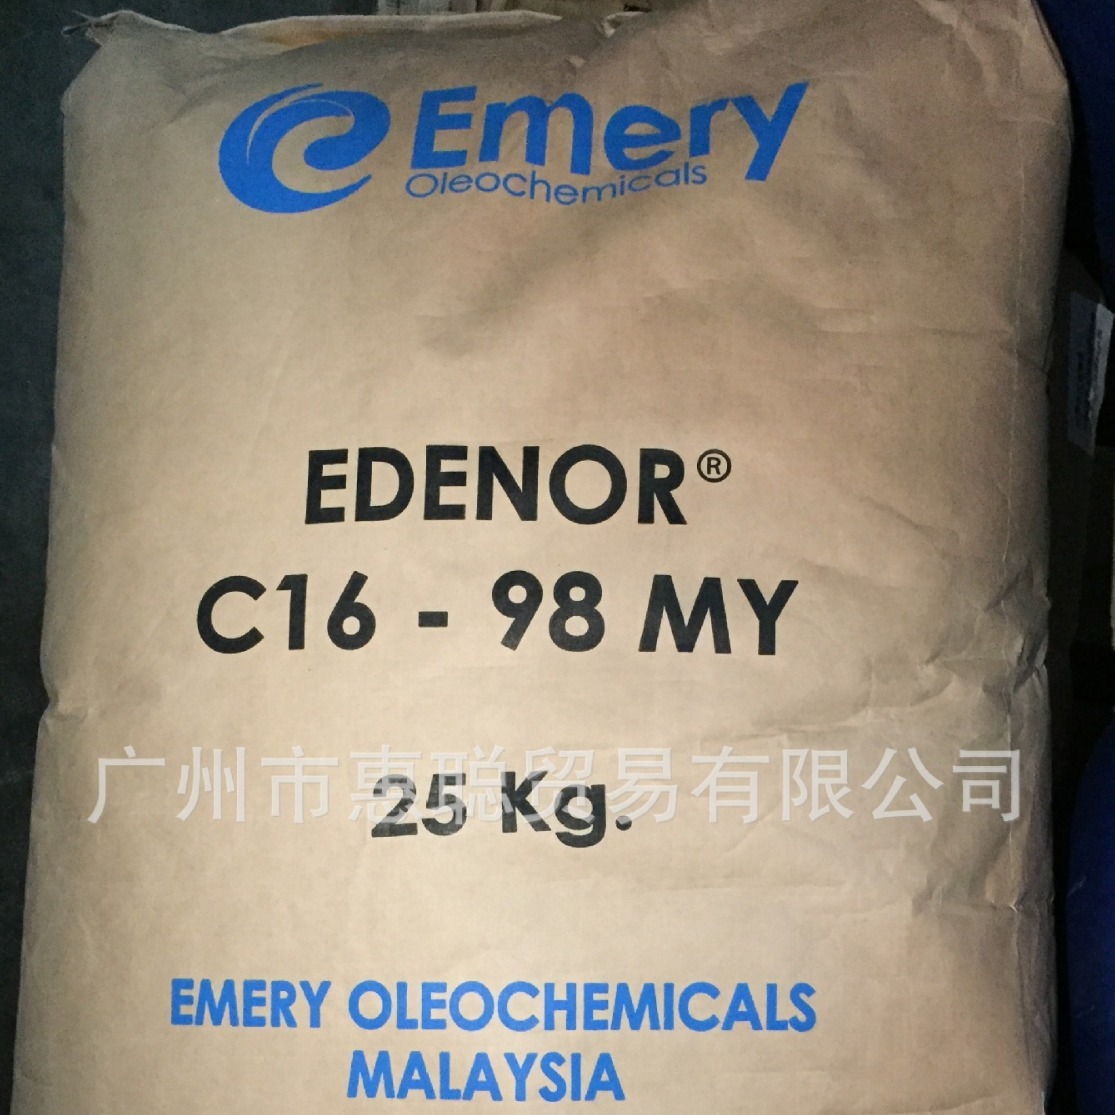 Emery
Oleochemicals
EDENOR®
C16 - 98 MY
广州市惠聪贸易有限公司
25 Kg.
EMERY OLEOCHEMICALS
MALAYSIA